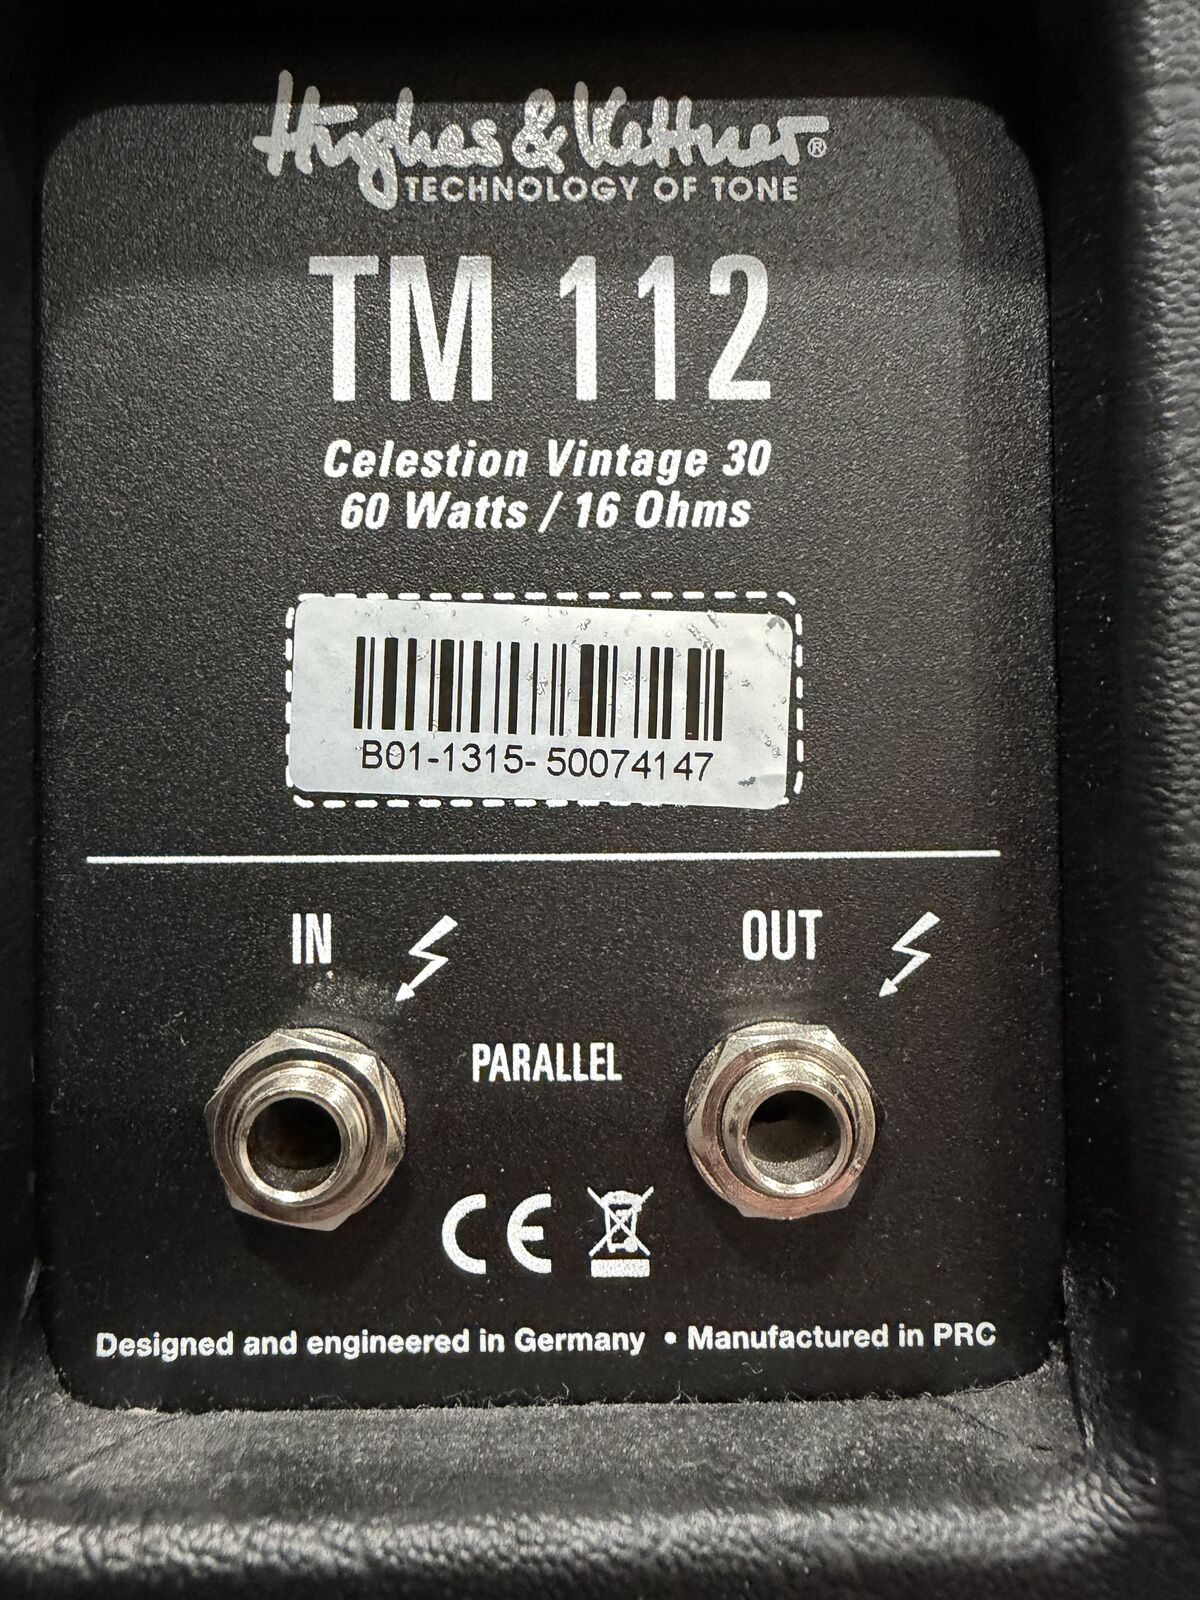 Hughes & Kettner®
TECHNOLOGY OF TONE
TM 112
Celestion Vintage 30
60 Watts / 16 Ohms
B01-1315- 50074147
IN OUT
PARALLEL
CE
Designed and engineered in Germany • Manufactured in PRC